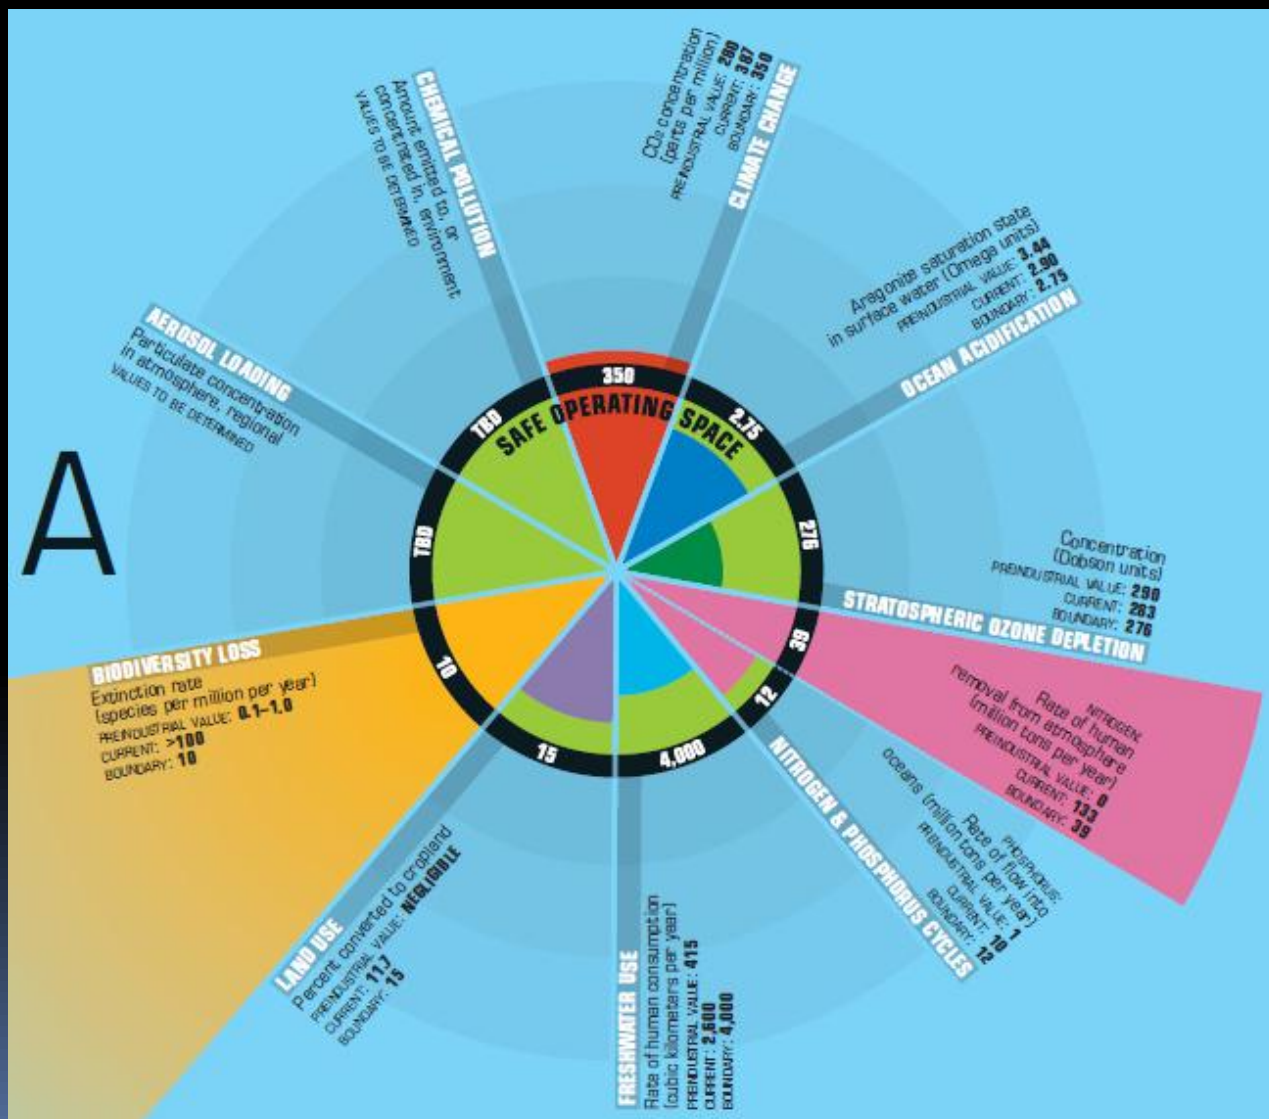 A
CHEMICAL POLLUTION
Amount emitted to, or
concentrated in, environment
VALUES TO BE DETERMINED
CO₂ concentration
(parts per million)
PREINDUSTRIAL VALUE: 280
CURRENT: 387
BOUNDARY: 350
CLIMATE CHANGE
Aragonite saturation state
in surface water (Omega units)
PREINDUSTRIAL VALUE: 3.44
CURRENT: 2.90
BOUNDARY: 2.75
OCEAN ACIDIFICATION
Concentration
(Dobson units)
PREINDUSTRIAL VALUE: 290
CURRENT: 283
BOUNDARY: 276
STRATOSPHERIC OZONE DEPLETION
NITROGEN:
Rate of human
removal from atmosphere
(million tons per year)
PREINDUSTRIAL VALUE: 0
CURRENT: 133
BOUNDARY: 39
PHOSPHORUS:
Rate of flow into
oceans (million tons per year)
PREINDUSTRIAL VALUE: 1
CURRENT: 10
BOUNDARY: 12
NITROGEN & PHOSPHORUS CYCLES
FRESHWATER USE
Rate of human consumption
(cubic kilometers per year)
PREINDUSTRIAL VALUE: 415
CURRENT: 2,600
BOUNDARY: 4,000
LAND USE
Percent converted to cropland
PREINDUSTRIAL VALUE: NEGLIGIBLE
CURRENT: 11.7
BOUNDARY: 15
BIODIVERSITY LOSS
Extinction rate
(species per million per year)
PREINDUSTRIAL VALUE: 0.1–1.0
CURRENT: >100
BOUNDARY: 10
AEROSOL LOADING
Particulate concentration
in atmosphere, regional
VALUES TO BE DETERMINED
SAFE OPERATING SPACE
350
2.75
276
39
12
4,000
15
10
TBD
TBD